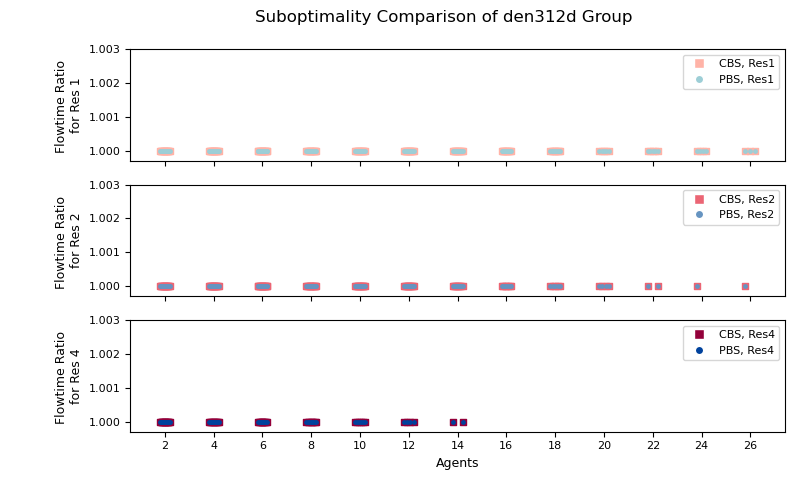 Suboptimality Comparison of den312d Group
Flowtime Ratio
for Res 1
1.003
1.002
1.001
1.000
CBS, Res1
PBS, Res1
Flowtime Ratio
for Res 2
1.003
1.002
1.001
1.000
CBS, Res2
PBS, Res2
Flowtime Ratio
for Res 4
1.003
1.002
1.001
1.000
CBS, Res4
PBS, Res4
2 4 6 8 10 12 14 16 18 20 22 24 26
Agents